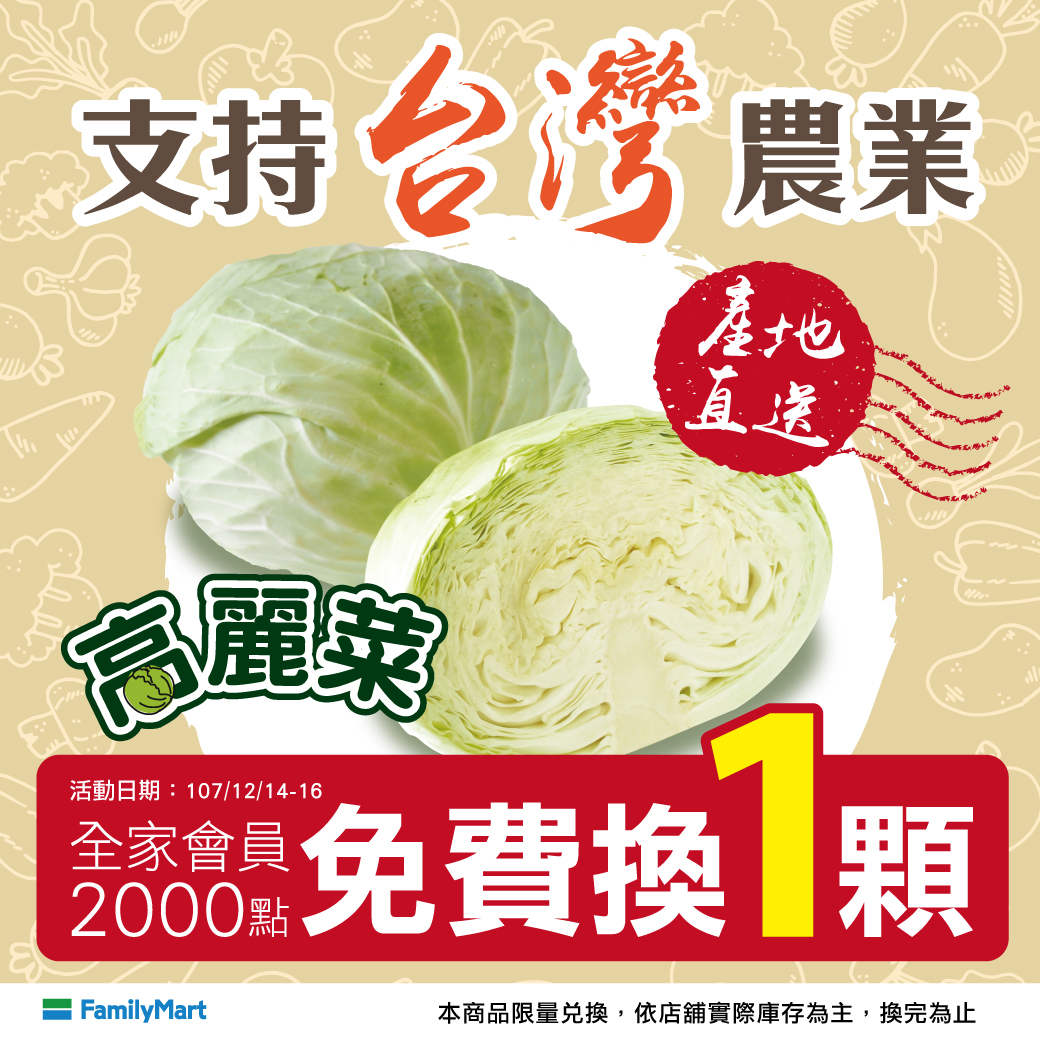 支持台灣農業
產地
直送
高麗菜
活動日期：107/12/14-16
全家會員
2000點
免費換1顆
FamilyMart
本商品限量兌換，依店舖實際庫存為主，換完為止